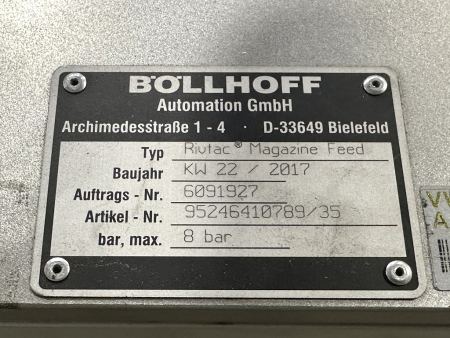 BÖLLHOFF
Automation GmbH
Archimedesstraße 1 - 4 · D-33649 Bielefeld
Typ Rivtac® Magazine Feed
Baujahr KW 22 / 2017
Auftrags - Nr. 6091927
Artikel - Nr. 95246410789/35
bar, max. 8 bar